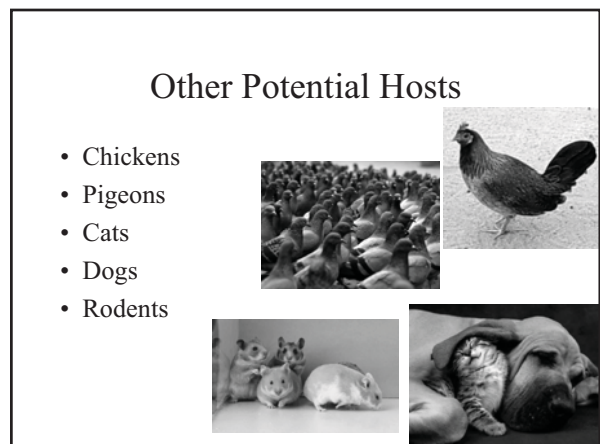 Other Potential Hosts
• Chickens
• Pigeons
• Cats
• Dogs
• Rodents